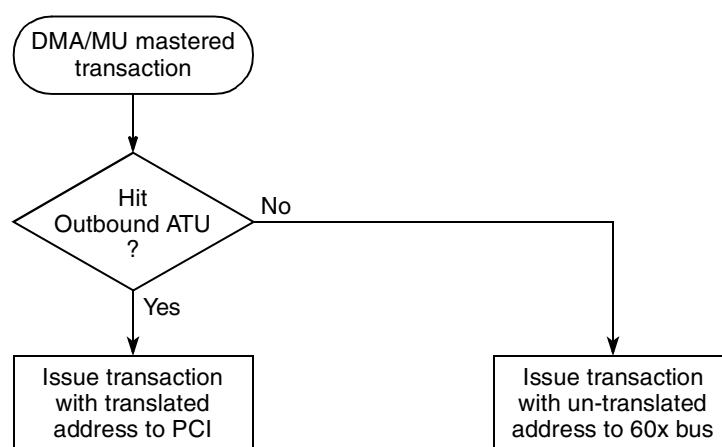 DMA/MU mastered
transaction
Hit
Outbound ATU
?
No
Yes
Issue transaction
with translated
address to PCI
Issue transaction
with un-translated
address to 60x bus